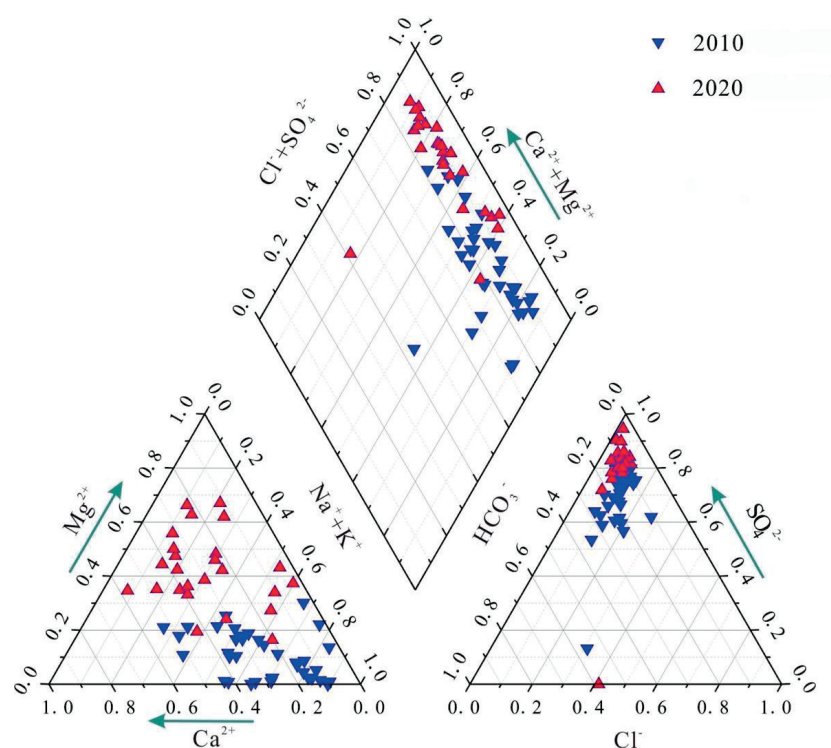 2010
2020
1.0 1.0
0.8 0.8
0.6 0.6
0.4 0.4
0.2 0.2
0.0 0.0
Cl⁻+SO₄²⁻
Ca²⁺+Mg²⁺
1.0 0.0
0.8 0.2
0.6 0.4
0.4 0.6
0.2 0.8
0.0 1.0
Mg²⁺
Na⁺+K⁺
1.0 0.8 0.6 0.4 0.2 0.0
Ca²⁺
0.0 1.0
0.2 0.8
0.4 0.6
0.6 0.4
0.8 0.2
1.0 0.0
HCO₃⁻
SO₄²⁻
0.0 0.2 0.4 0.6 0.8 1.0
Cl⁻